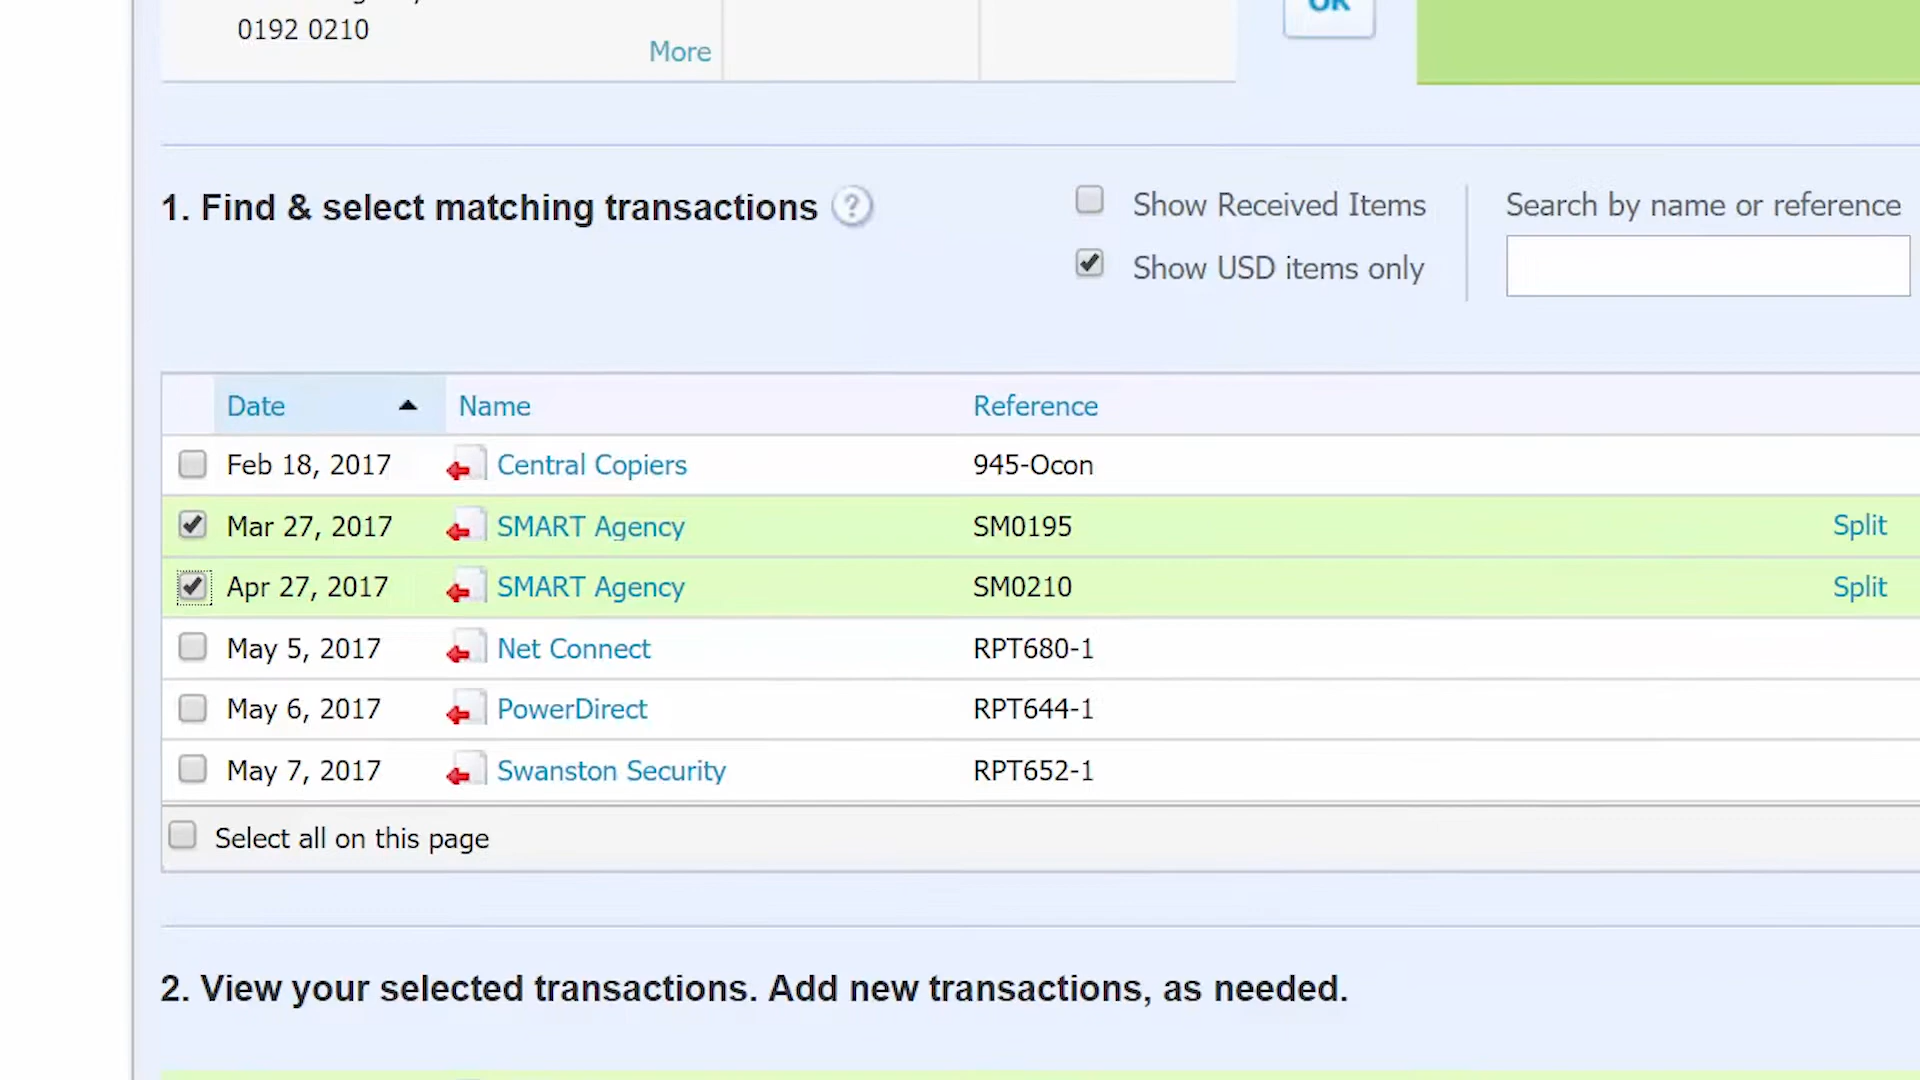 0192 0210
More
OK
1. Find & select matching transactions ?
Show Received Items
Show USD items only
Search by name or reference
Date Name Reference
Feb 18, 2017 Central Copiers 945-Ocon
Mar 27, 2017 SMART Agency SM0195 Split
Apr 27, 2017 SMART Agency SM0210 Split
May 5, 2017 Net Connect RPT680-1
May 6, 2017 PowerDirect RPT644-1
May 7, 2017 Swanston Security RPT652-1
Select all on this page
2. View your selected transactions. Add new transactions, as needed.